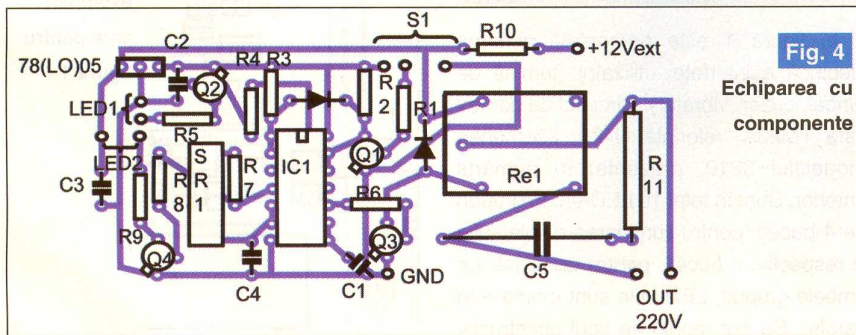 S1
C2
R10
+12Vext
Fig. 4
Echiparea cu
componente
78(LO)05
R4
R3
R
2
R1
Q2
LED1
R5
LED2
S
R
1
R
7
IC1
Q1
Re1
R
11
C3
R
8
R6
R9
Q4
Q3
C4
C1
GND
C5
OUT
220V